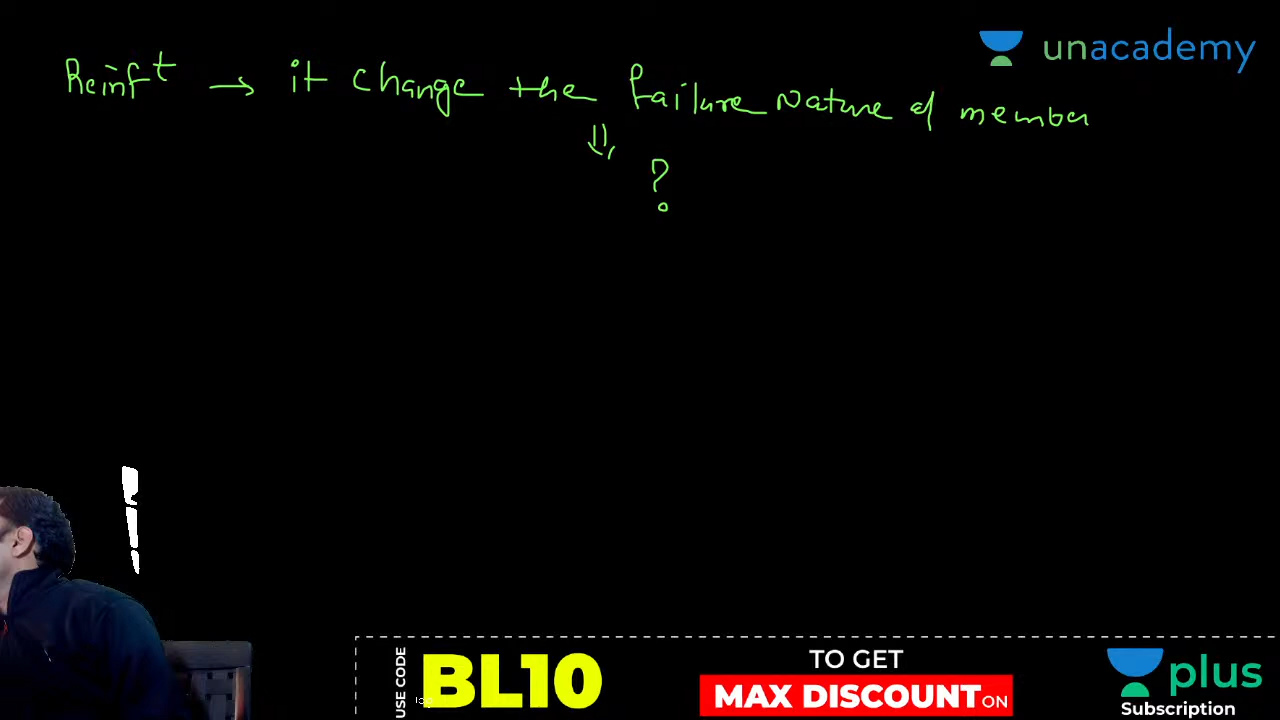 unacademy
Reinf^t → it change the failure Nature of member
⇓
?
USE CODE
BL10
TO GET
MAX DISCOUNT ON
plus
Subscription